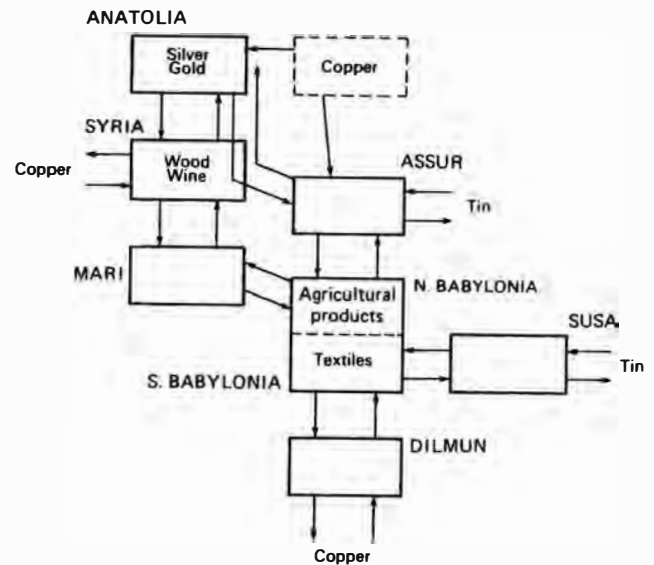 ANATOLIA
Silver
Gold
Copper
SYRIA
Wood
Wine
Copper
ASSUR
Tin
MARI
Agricultural
products
N. BABYLONIA
SUSA.
Textiles
Tin
S. BABYLONIA
DILMUN
Copper